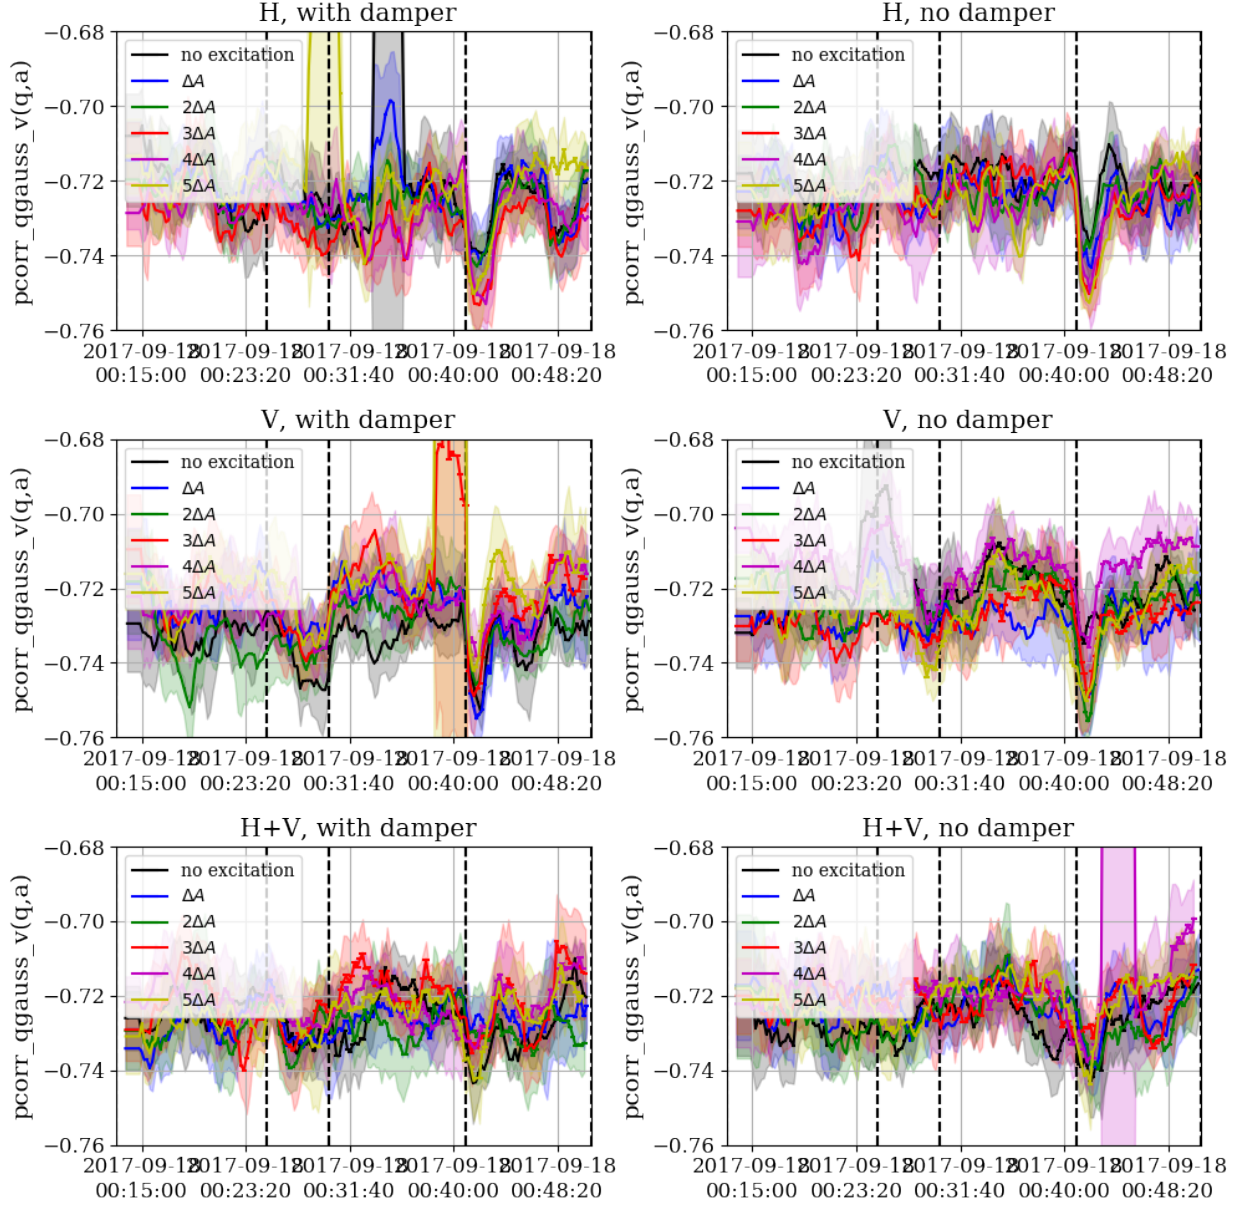 H, with damper
H, no damper
pcorr_qgauss_v(q,a)
−0.68
−0.70
−0.72
−0.74
−0.76
no excitation
ΔA
2ΔA
3ΔA
4ΔA
5ΔA
2017-09-18 2017-09-18 2017-09-18 2017-09-18 2017-09-18
00:15:00 00:23:20 00:31:40 00:40:00 00:48:20
pcorr_qgauss_v(q,a)
−0.68
−0.70
−0.72
−0.74
−0.76
no excitation
ΔA
2ΔA
3ΔA
4ΔA
5ΔA
2017-09-18 2017-09-18 2017-09-18 2017-09-18 2017-09-18
00:15:00 00:23:20 00:31:40 00:40:00 00:48:20
V, with damper
V, no damper
pcorr_qgauss_v(q,a)
−0.68
−0.70
−0.72
−0.74
−0.76
no excitation
ΔA
2ΔA
3ΔA
4ΔA
5ΔA
2017-09-18 2017-09-18 2017-09-18 2017-09-18 2017-09-18
00:15:00 00:23:20 00:31:40 00:40:00 00:48:20
pcorr_qgauss_v(q,a)
−0.68
−0.70
−0.72
−0.74
−0.76
no excitation
ΔA
2ΔA
3ΔA
4ΔA
5ΔA
2017-09-18 2017-09-18 2017-09-18 2017-09-18 2017-09-18
00:15:00 00:23:20 00:31:40 00:40:00 00:48:20
H+V, with damper
H+V, no damper
pcorr_qgauss_v(q,a)
−0.68
−0.70
−0.72
−0.74
−0.76
no excitation
ΔA
2ΔA
3ΔA
4ΔA
5ΔA
2017-09-18 2017-09-18 2017-09-18 2017-09-18 2017-09-18
00:15:00 00:23:20 00:31:40 00:40:00 00:48:20
pcorr_qgauss_v(q,a)
−0.68
−0.70
−0.72
−0.74
−0.76
no excitation
ΔA
2ΔA
3ΔA
4ΔA
5ΔA
2017-09-18 2017-09-18 2017-09-18 2017-09-18 2017-09-18
00:15:00 00:23:20 00:31:40 00:40:00 00:48:20